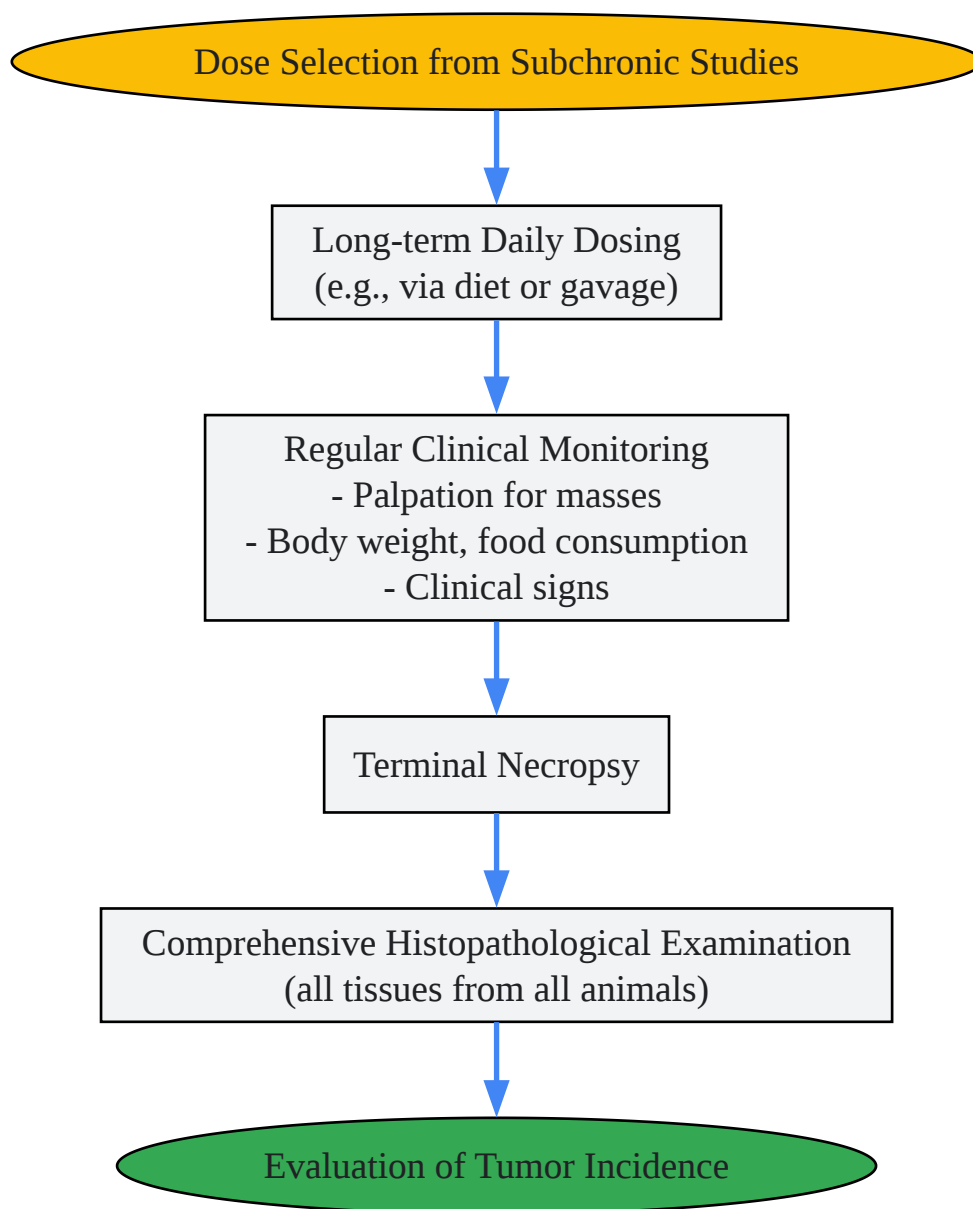 Dose Selection from Subchronic Studies
Long-term Daily Dosing
(e.g., via diet or gavage)
Regular Clinical Monitoring
- Palpation for masses
- Body weight, food consumption
- Clinical signs
Terminal Necropsy
Comprehensive Histopathological Examination
(all tissues from all animals)
Evaluation of Tumor Incidence